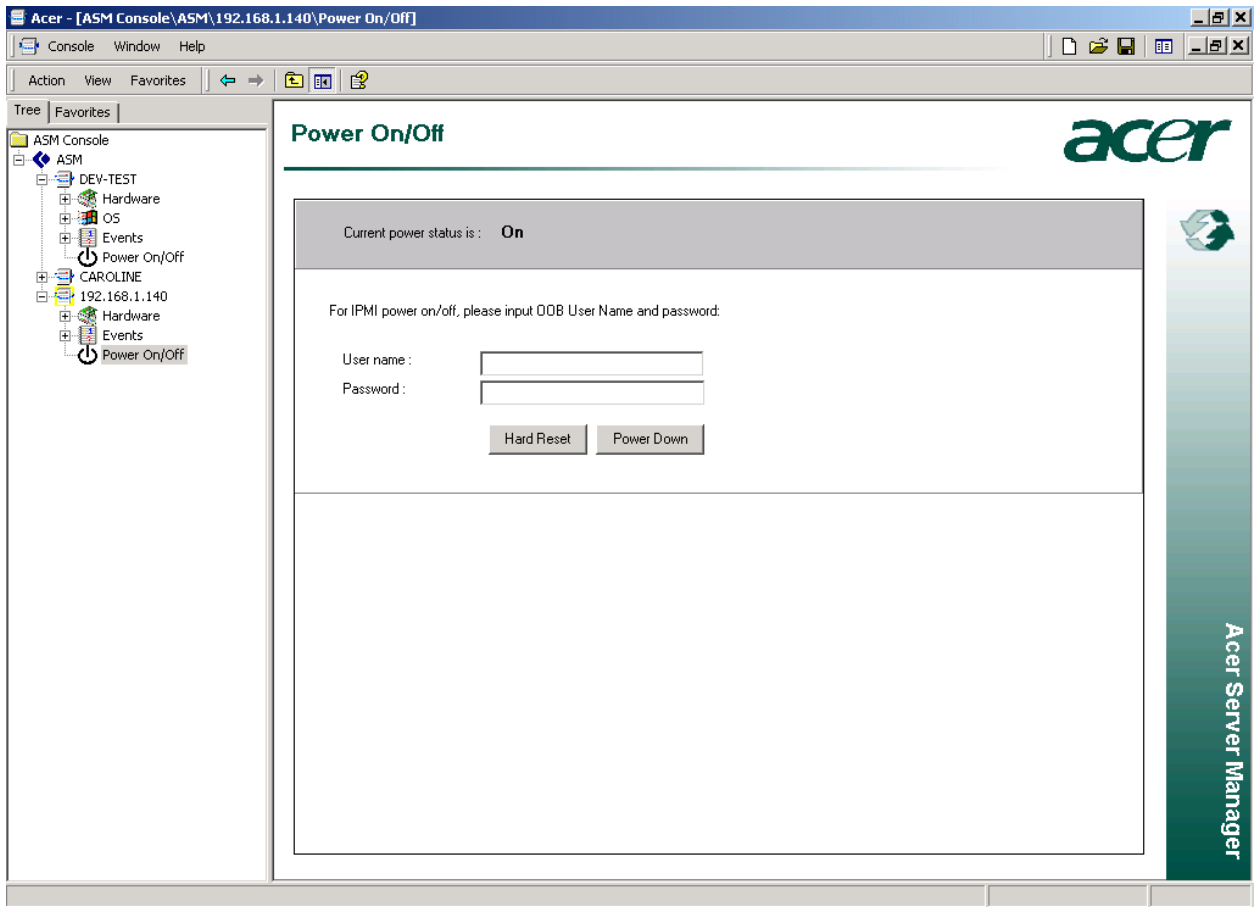 Acer - [ASM Console\ASM\192.168.1.140\Power On/Off]
Console Window Help
Action View Favorites
Tree Favorites
ASM Console
ASM
DEV-TEST
Hardware
OS
Events
Power On/Off
CAROLINE
192.168.1.140
Hardware
Events
Power On/Off
Power On/Off
acer
Current power status is : On
For IPMI power on/off, please input OOB User Name and password:
User name :
Password :
Hard Reset Power Down
Acer Server Manager